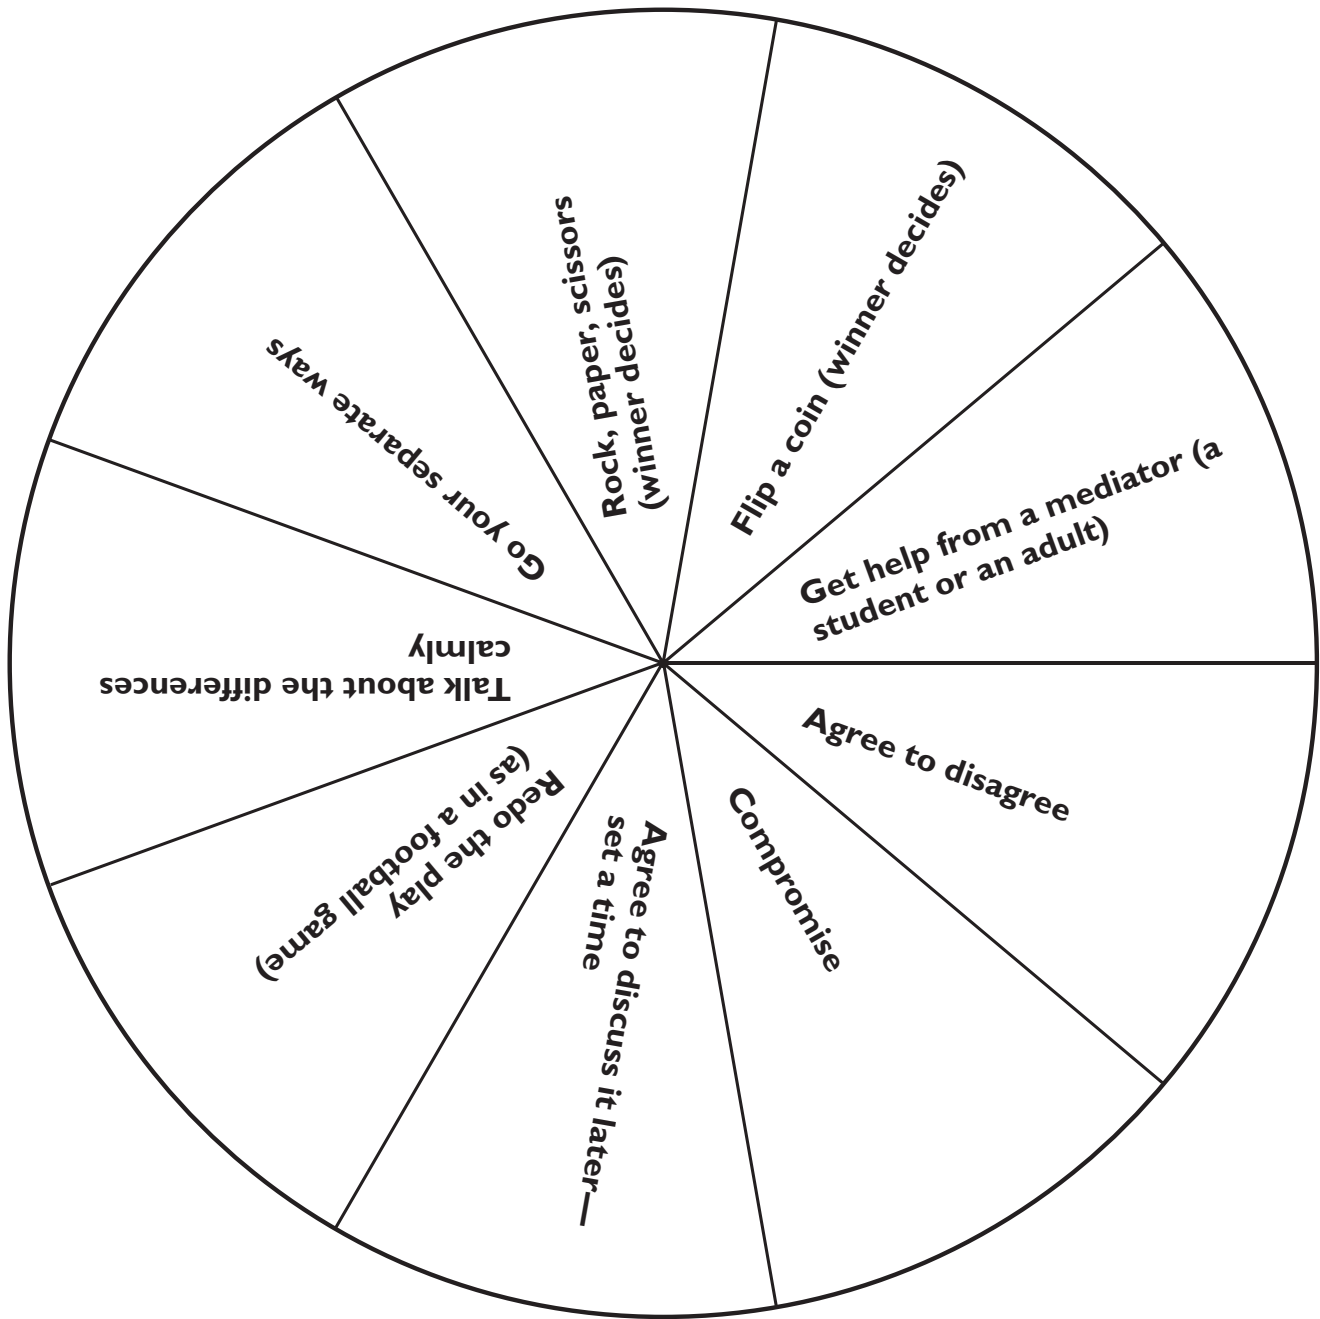 Rock, paper, scissors
(winner decides)
Flip a coin (winner decides)
Get help from a mediator (a
student or an adult)
Agree to disagree
Compromise
Agree to discuss it later—
set a time
Redo the play
(as in a football game)
Talk about the differences
calmly
Go your separate ways